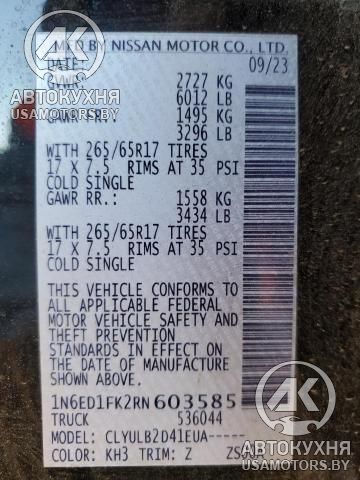 MFD BY NISSAN MOTOR CO., LTD.
DATE: 09/23
GVWR: 2727 KG
6012 LB
GAWR FR.: 1495 KG
3296 LB
WITH 265/65R17 TIRES
17 X 7.5 RIMS AT 35 PSI
COLD SINGLE
GAWR RR.: 1558 KG
3434 LB
WITH 265/65R17 TIRES
17 X 7.5 RIMS AT 35 PSI
COLD SINGLE
THIS VEHICLE CONFORMS TO
ALL APPLICABLE FEDERAL
MOTOR VEHICLE SAFETY AND
THEFT PREVENTION
STANDARDS IN EFFECT ON
THE DATE OF MANUFACTURE
1N6ED1FK2RN603585
TRUCK 536044
MODEL: CLYULB2D41EUA-----
COLOR: KH3 TRIM: Z
АВТОКУХНЯ
USAMOTORS.BY
АВТОКУХНЯ
USAMOTORS.BY